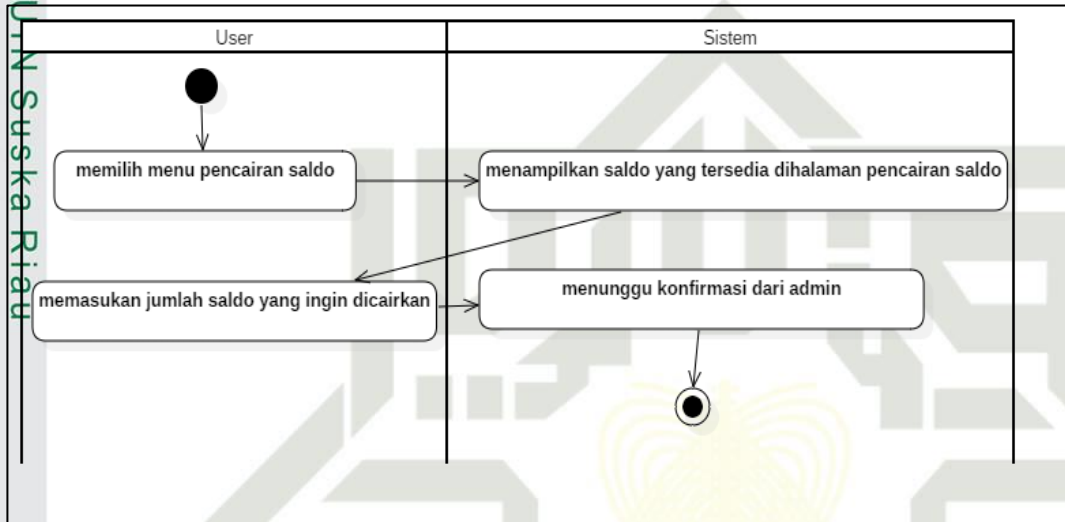 UIN Suska Riau
User
Sistem
memilih menu pencairan saldo
menampilkan saldo yang tersedia dihalaman pencairan saldo
memasukan jumlah saldo yang ingin dicairkan
menunggu konfirmasi dari admin